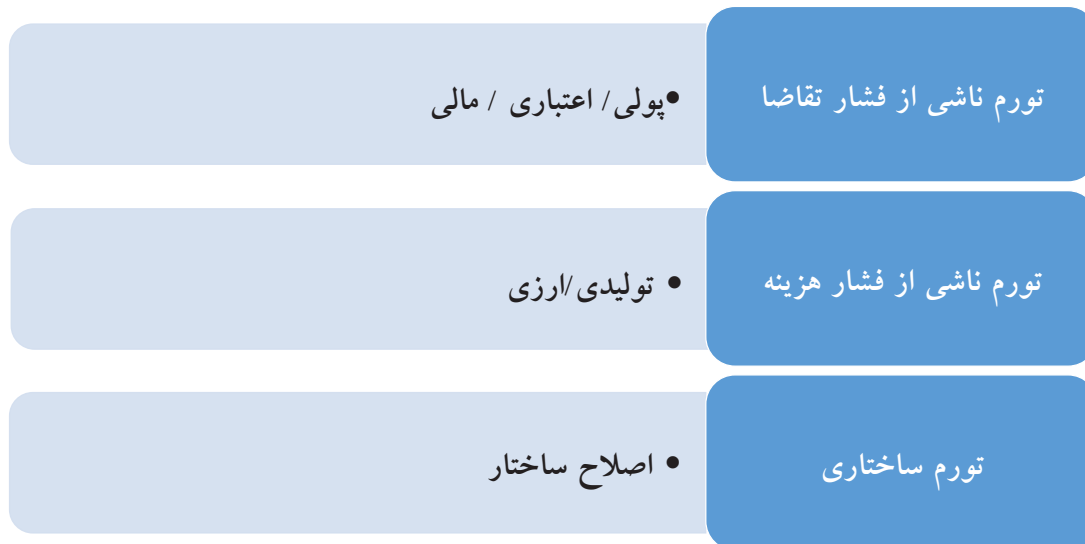 تورم ناشی از فشار تقاضا
•پولی/ اعتباری / مالی
تورم ناشی از فشار هزینه
• تولیدی/ارزی
تورم ساختاری
• اصلاح ساختار